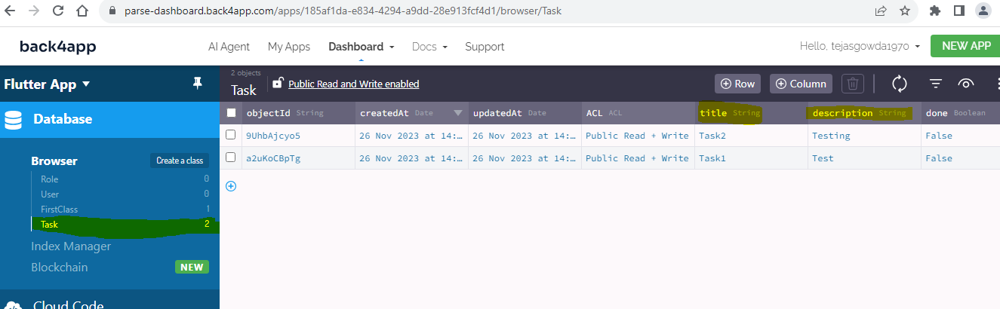 parse-dashboard.back4app.com/apps/185af1da-e834-4294-a9dd-28e913fcf4d1/browser/Task
back4app AI Agent My Apps Dashboard Docs Support Hello, tejasgowda1970 NEW APP
Flutter App
2 objects
Task Public Read and Write enabled Row Column
Database
objectId String createdAt Date updatedAt Date ACL ACL title String description String done Boolean
9UhbAjcyo5 26 Nov 2023 at 14:… 26 Nov 2023 at 14:… Public Read + Write Task2 Testing False
a2uKoCBpTg 26 Nov 2023 at 14:… 26 Nov 2023 at 14:… Public Read + Write Task1 Test False
Browser Create a class
Role 0
User 0
FirstClass 1
Task 2
Index Manager
Blockchain NEW
Cloud Code